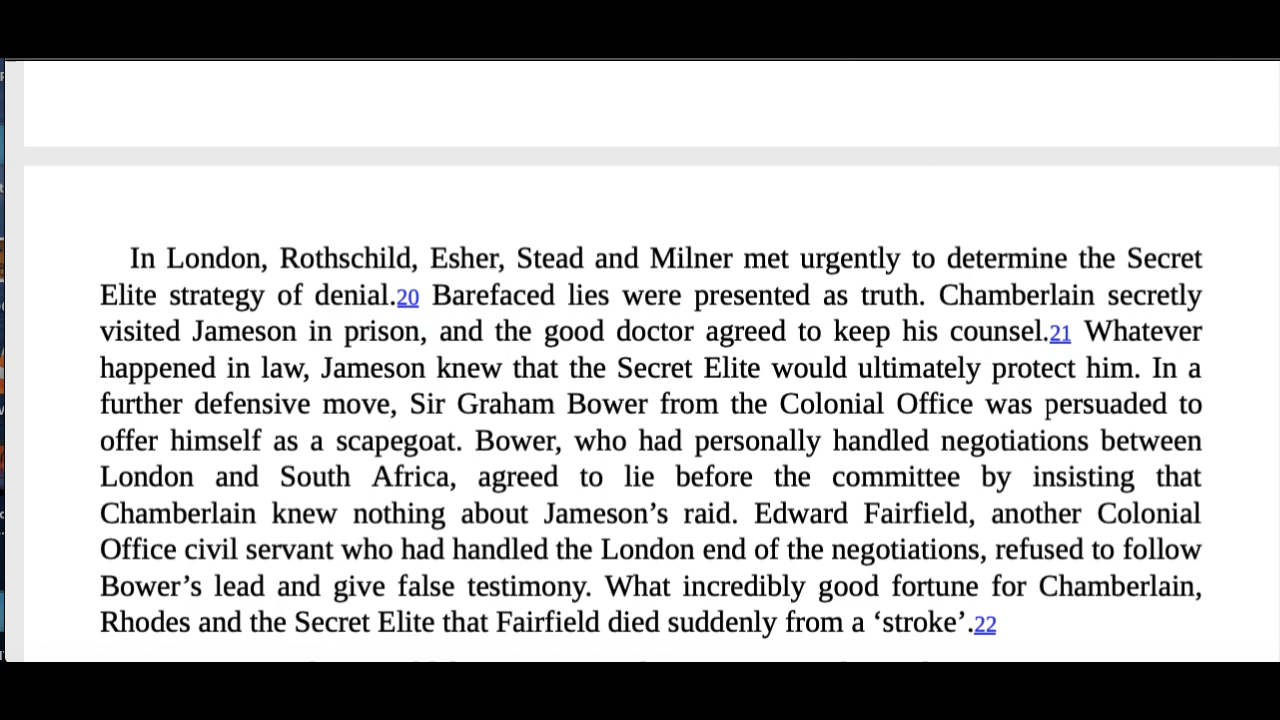 In London, Rothschild, Esher, Stead and Milner met urgently to determine the Secret
Elite strategy of denial.20 Barefaced lies were presented as truth. Chamberlain secretly
visited Jameson in prison, and the good doctor agreed to keep his counsel.21 Whatever
happened in law, Jameson knew that the Secret Elite would ultimately protect him. In a
further defensive move, Sir Graham Bower from the Colonial Office was persuaded to
offer himself as a scapegoat. Bower, who had personally handled negotiations between
London and South Africa, agreed to lie before the committee by insisting that
Chamberlain knew nothing about Jameson’s raid. Edward Fairfield, another Colonial
Office civil servant who had handled the London end of the negotiations, refused to follow
Bower’s lead and give false testimony. What incredibly good fortune for Chamberlain,
Rhodes and the Secret Elite that Fairfield died suddenly from a ‘stroke’.22